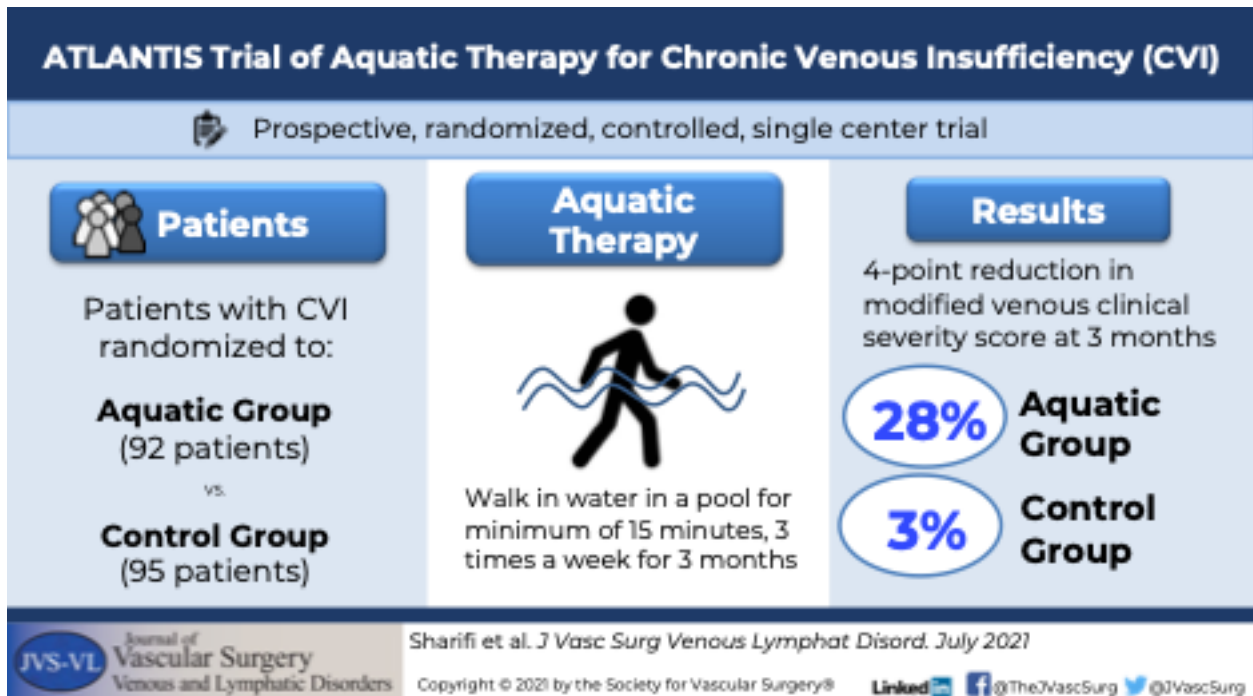 ATLANTIS Trial of Aquatic Therapy for Chronic Venous Insufficiency (CVI)
Prospective, randomized, controlled, single center trial
Patients
Patients with CVI
randomized to:
Aquatic Group
(92 patients)
vs.
Control Group
(95 patients)
Aquatic
Therapy
Walk in water in a pool for
minimum of 15 minutes, 3
times a week for 3 months
Results
4-point reduction in
modified venous clinical
severity score at 3 months
28%
Aquatic
Group
3%
Control
Group
JVS-VL
Journal of
Vascular Surgery
Venous and Lymphatic Disorders
Sharifi et al. J Vasc Surg Venous Lymphat Disord. July 2021
Copyright © 2021 by the Society for Vascular Surgery®
Linked in f @TheJVascSurg @JVascSurg